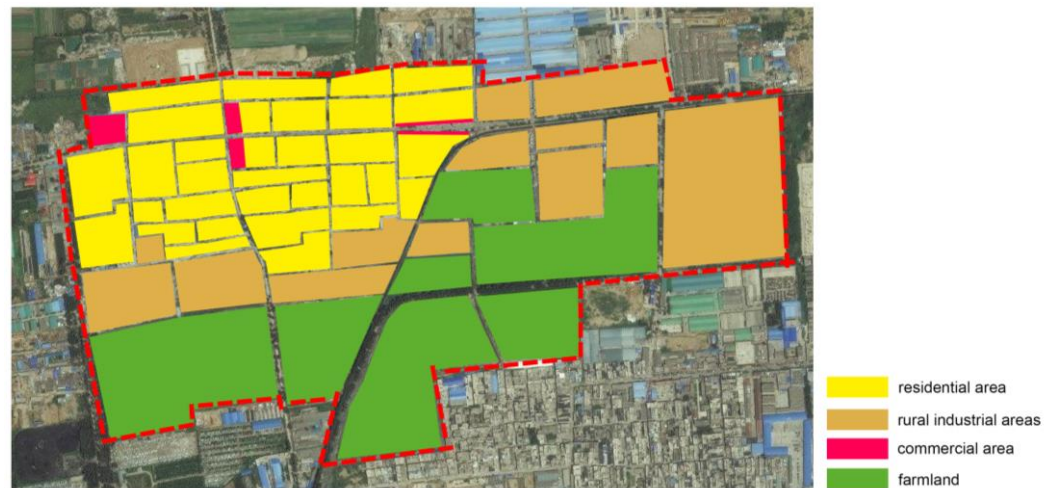 residential area
rural industrial areas
commercial area
farmland